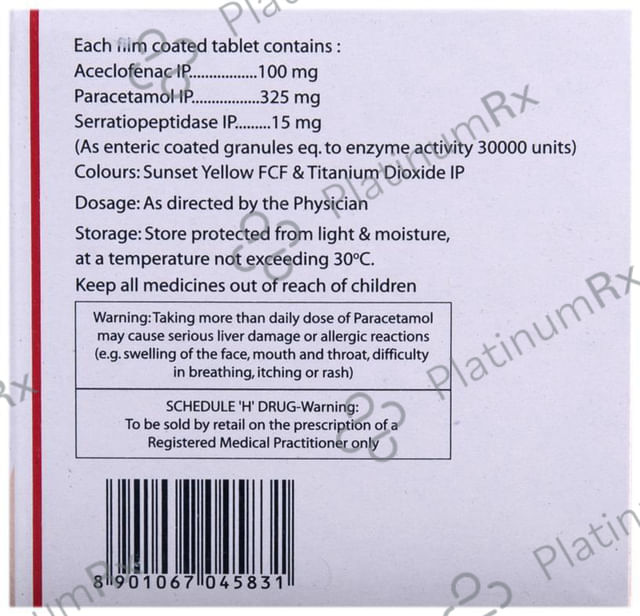 Each film coated tablet contains :
Aceclofenac IP.................100 mg
Paracetamol IP..................325 mg
Serratiopeptidase IP.........15 mg
(As enteric coated granules eq. to enzyme activity 30000 units)
Colours: Sunset Yellow FCF & Titanium Dioxide IP
Dosage: As directed by the Physician
Storage: Store protected from light & moisture,
at a temperature not exceeding 30ºC.
Keep all medicines out of reach of children
Warning: Taking more than daily dose of Paracetamol
may cause serious liver damage or allergic reactions
(e.g. swelling of the face, mouth and throat, difficulty
in breathing, itching or rash)
SCHEDULE 'H' DRUG-Warning:
To be sold by retail on the prescription of a
Registered Medical Practitioner only
8 901067 045831
PlatinumRx
PlatinumRx
PlatinumRx